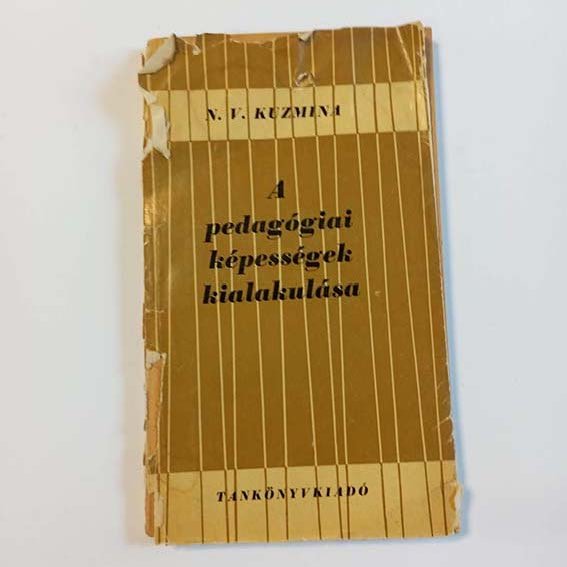 N. V. KUZMINA
A
pedagógiai
képességek
kialakulása
TANKÖNYVKIADÓ